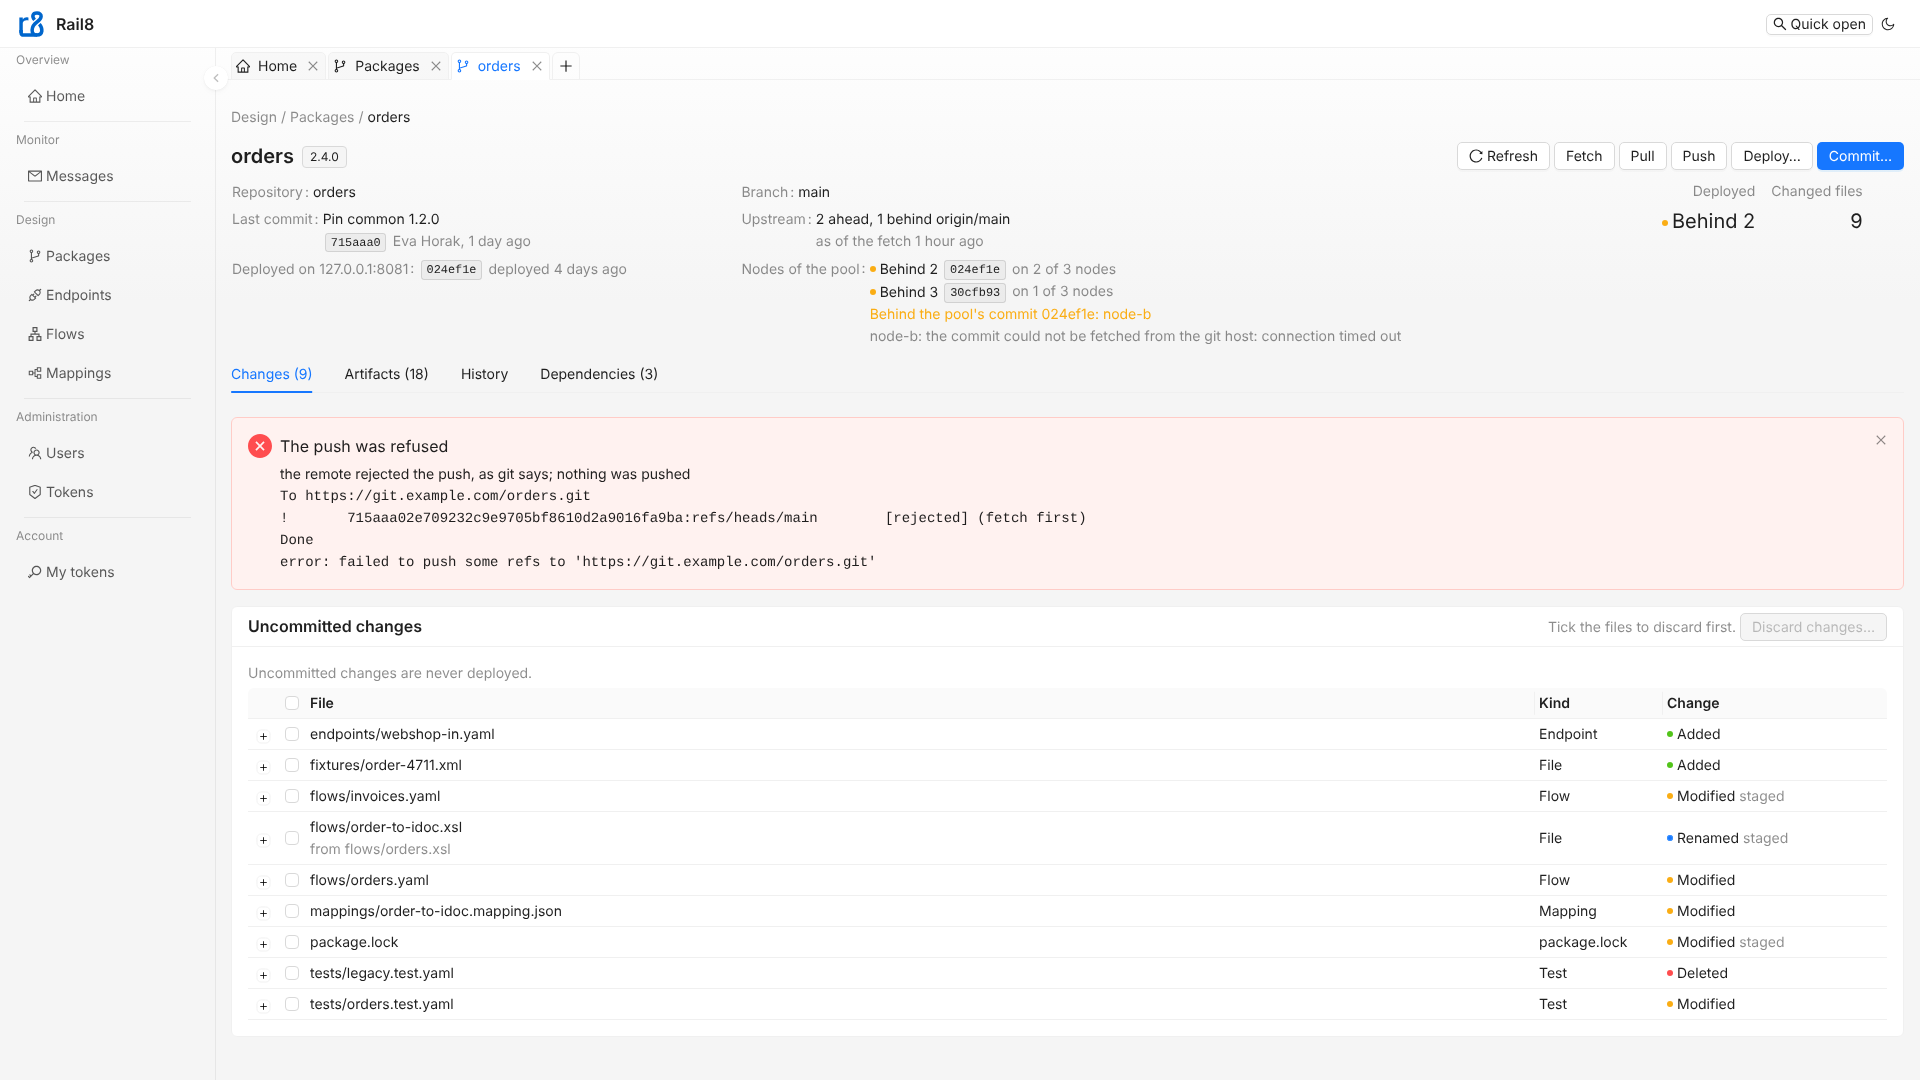 Rail8
Quick open
Overview
Home
Monitor
Messages
Design
Packages
Endpoints
Flows
Mappings
Administration
Users
Tokens
Account
My tokens
Home
Packages
orders
Design / Packages / orders
orders 2.4.0
Refresh Fetch Pull Push Deploy... Commit...
Repository: orders
Branch: main
Deployed Changed files
Behind 2 9
Last commit: Pin common 1.2.0
715aaa0 Eva Horak, 1 day ago
Upstream: 2 ahead, 1 behind origin/main
as of the fetch 1 hour ago
Deployed on 127.0.0.1:8081: 024ef1e deployed 4 days ago
Nodes of the pool: Behind 2 024ef1e on 2 of 3 nodes
Behind 3 30cfb93 on 1 of 3 nodes
Behind the pool's commit 024ef1e: node-b
node-b: the commit could not be fetched from the git host: connection timed out
Changes (9) Artifacts (18) History Dependencies (3)
The push was refused
the remote rejected the push, as git says; nothing was pushed
To https://git.example.com/orders.git
! 715aaa02e709232c9e9705bf8610d2a9016fa9ba:refs/heads/main [rejected] (fetch first)
Done
error: failed to push some refs to 'https://git.example.com/orders.git'
Uncommitted changes
Tick the files to discard first. Discard changes...
Uncommitted changes are never deployed.
File Kind Change
+ endpoints/webshop-in.yaml Endpoint Added
+ fixtures/order-4711.xml File Added
+ flows/invoices.yaml Flow Modified staged
+ flows/order-to-idoc.xsl File Renamed staged
from flows/orders.xsl
+ flows/orders.yaml Flow Modified
+ mappings/order-to-idoc.mapping.json Mapping Modified
+ package.lock package.lock Modified staged
+ tests/legacy.test.yaml Test Deleted
+ tests/orders.test.yaml Test Modified